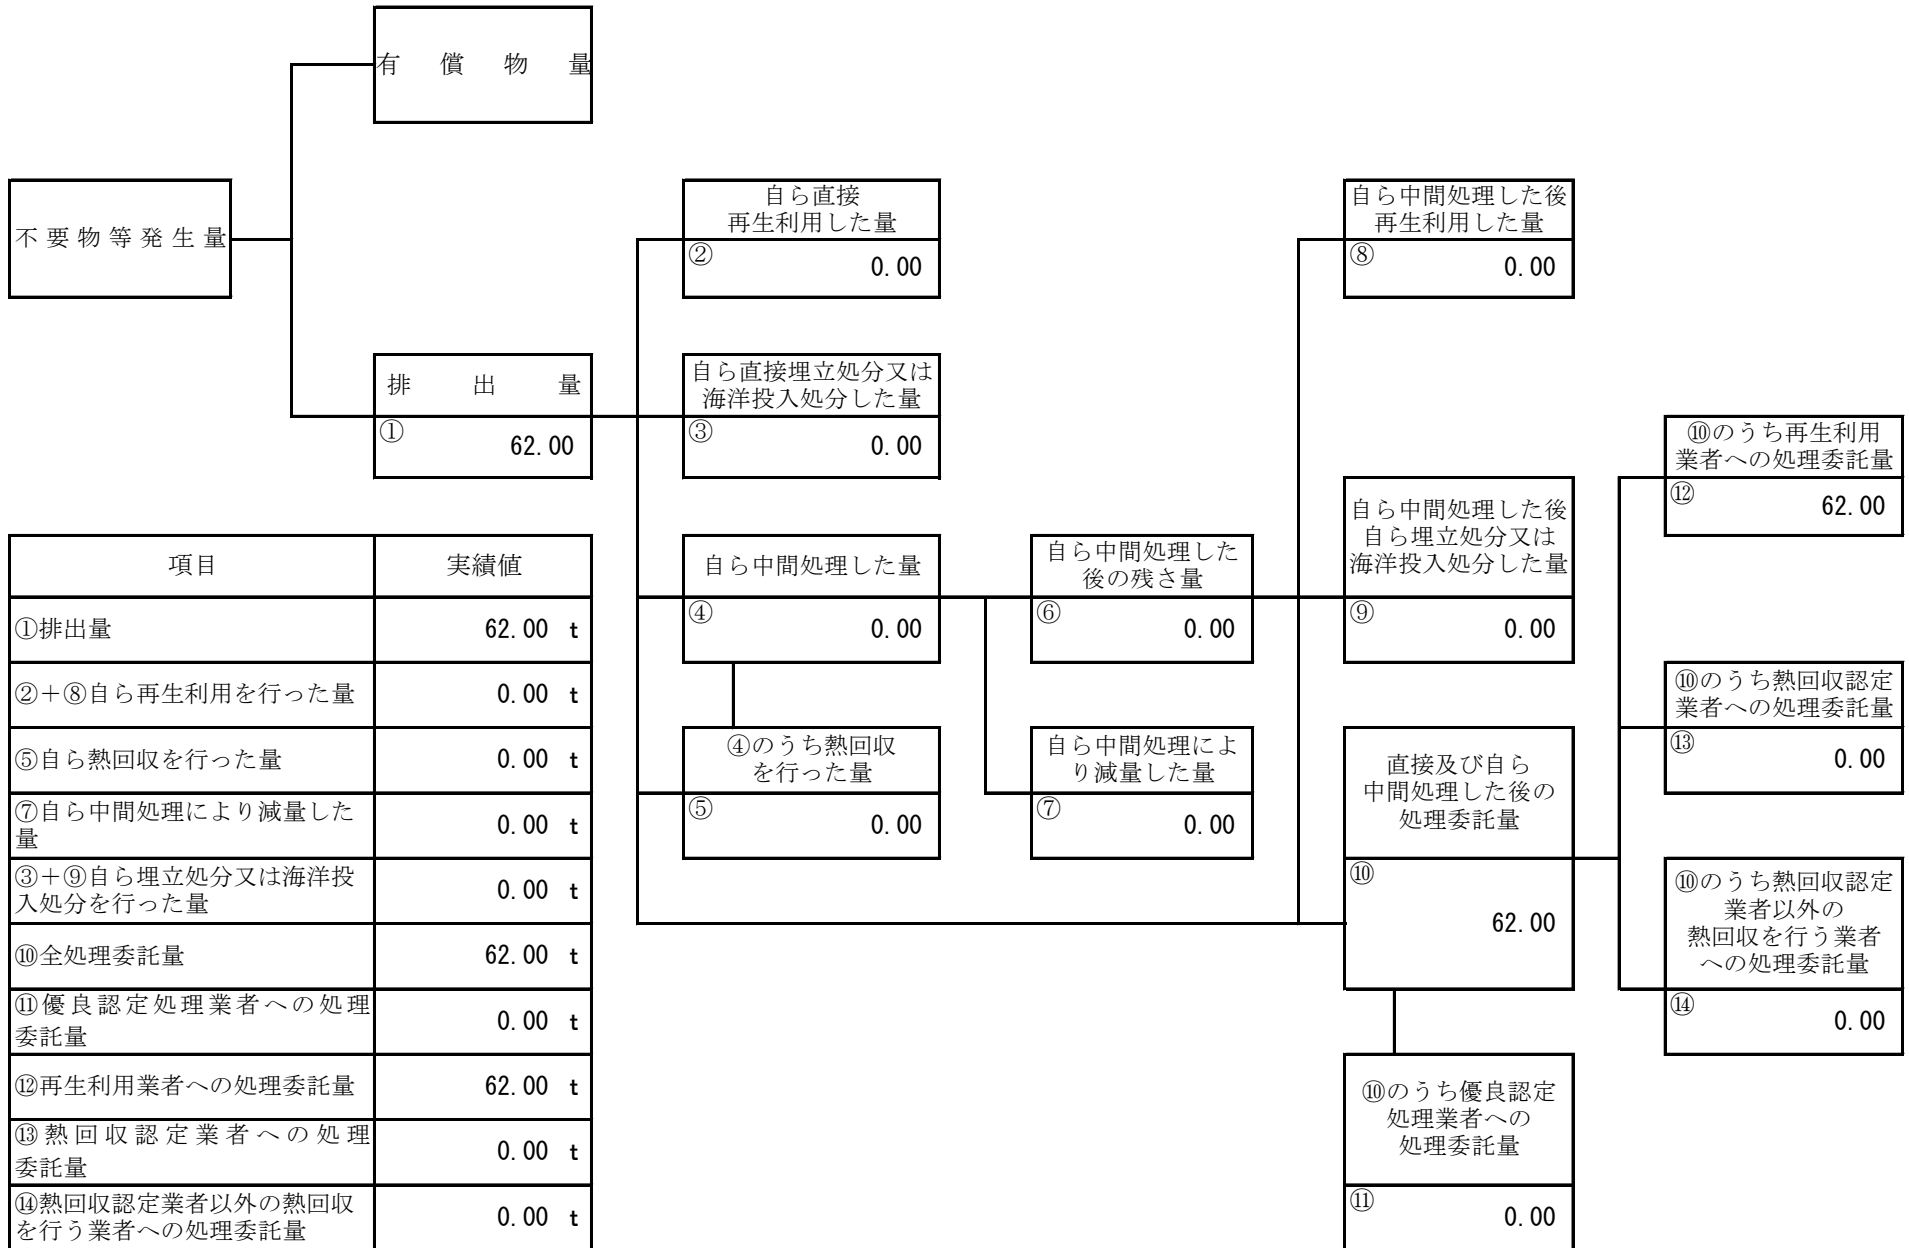 有償物量
不要物等発生量
自ら直接
再生利用した量
②
0.00
自ら中間処理した後
再生利用した量
⑧
0.00
排出量
①
62.00
自ら直接埋立処分又は
海洋投入処分した量
③
0.00
⑩のうち再生利用
業者への処理委託量
⑫
62.00
自ら中間処理した量
④
0.00
自ら中間処理した
後の残さ量
⑥
0.00
自ら中間処理した後
自ら埋立処分又は
海洋投入処分した量
⑨
0.00
④のうち熱回収
を行った量
⑤
0.00
自ら中間処理によ
り減量した量
⑦
0.00
直接及び自ら
中間処理した後の
処理委託量
⑩
62.00
⑩のうち熱回収認定
業者への処理委託量
⑬
0.00
⑩のうち熱回収認定
業者以外の
熱回収を行う業者
への処理委託量
⑭
0.00
⑩のうち優良認定
処理業者への
処理委託量
⑪
0.00
項目 実績値
①排出量 62.00 t
②＋⑧自ら再生利用を行った量 0.00 t
⑤自ら熱回収を行った量 0.00 t
⑦自ら中間処理により減量した
量 0.00 t
③＋⑨自ら埋立処分又は海洋投
入処分を行った量 0.00 t
⑩全処理委託量 62.00 t
⑪優良認定処理業者への処理
委託量 0.00 t
⑫再生利用業者への処理委託量 62.00 t
⑬熱回収認定業者への処理
委託量 0.00 t
⑭熱回収認定業者以外の熱回収
を行う業者への処理委託量 0.00 t